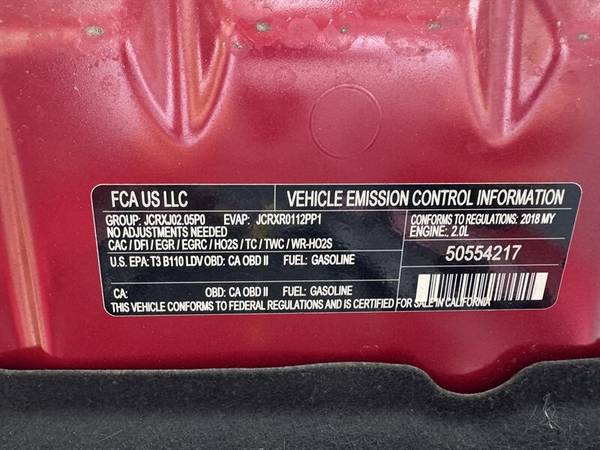 FCA US LLC
VEHICLE EMISSION CONTROL INFORMATION
GROUP: JCRXJ02.05P0 EVAP: JCRXR0112PP1
NO ADJUSTMENTS NEEDED
CAC / DFI / EGR / EGRC / HO2S / TC / TWC / WR-HO2S
CONFORMS TO REGULATIONS: 2018 MY
ENGINE:. 2.0L
U.S. EPA: T3 B110 LDV OBD: CA OBD II FUEL: GASOLINE
50554217
CA: OBD: CA OBD II FUEL: GASOLINE
THIS VEHICLE CONFORMS TO FEDERAL REGULATIONS AND IS CERTIFIED FOR SALE IN CALIFORNIA